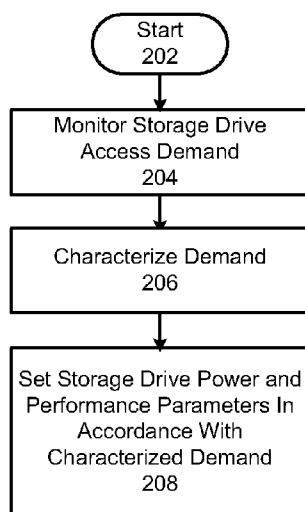 Start
202
Monitor Storage Drive
Access Demand
204
Characterize Demand
206
Set Storage Drive Power and
Performance Parameters In
Accordance With
Characterized Demand
208